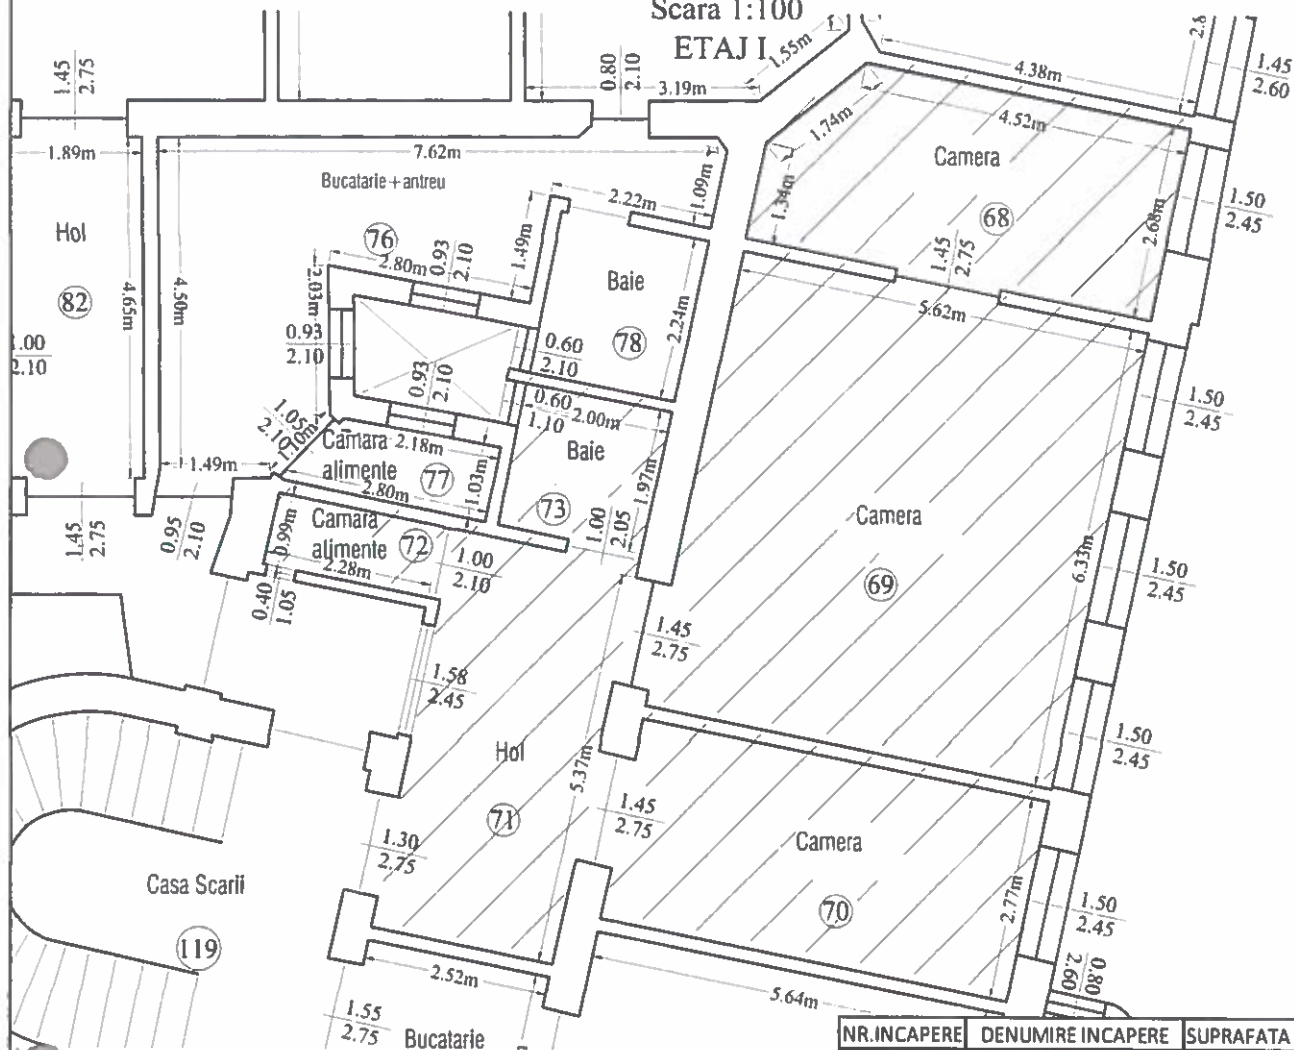 Scara 1:100
ETAJ I
1.45
2.75
0.80
2.10
1.55m
3.19m
4.38m
2.8
1.45
2.60
1.89m
7.62m
1.74m
4.52m
Camera
68
Bucatarie+antreu
2.22m
1.09m
1.34m
1.50
2.45
2.68m
1.45
2.75
Hol
82
4.65m
4.50m
76
2.80m
0.93
2.10
1.49m
Baie
78
2.24m
5.62m
2.03m
1.00
2.10
0.93
2.10
0.60
2.10
0.93
2.10
0.60
1.10
2.00m
1.50
2.45
1.05
2.10
1.10m
1.49m
Camara
alimente
2.18m
77
2.80m
1.03m
Baie
73
1.97m
1.00
2.05
Camera
69
6.33m
1.45
2.75
0.95
2.10
0.99m
Camara
alimente
72
2.28m
1.00
2.10
0.40
1.05
1.50
2.45
1.45
2.75
1.58
2.45
1.50
2.45
Hol
71
5.37m
1.45
2.75
1.30
2.75
Camera
70
2.77m
1.50
2.45
Casa Scarii
119
2.52m
5.64m
0.80
2.60
1.55
2.75
Bucatarie
NR.INCAPERE DENUMIRE INCAPERE SUPRAFATA